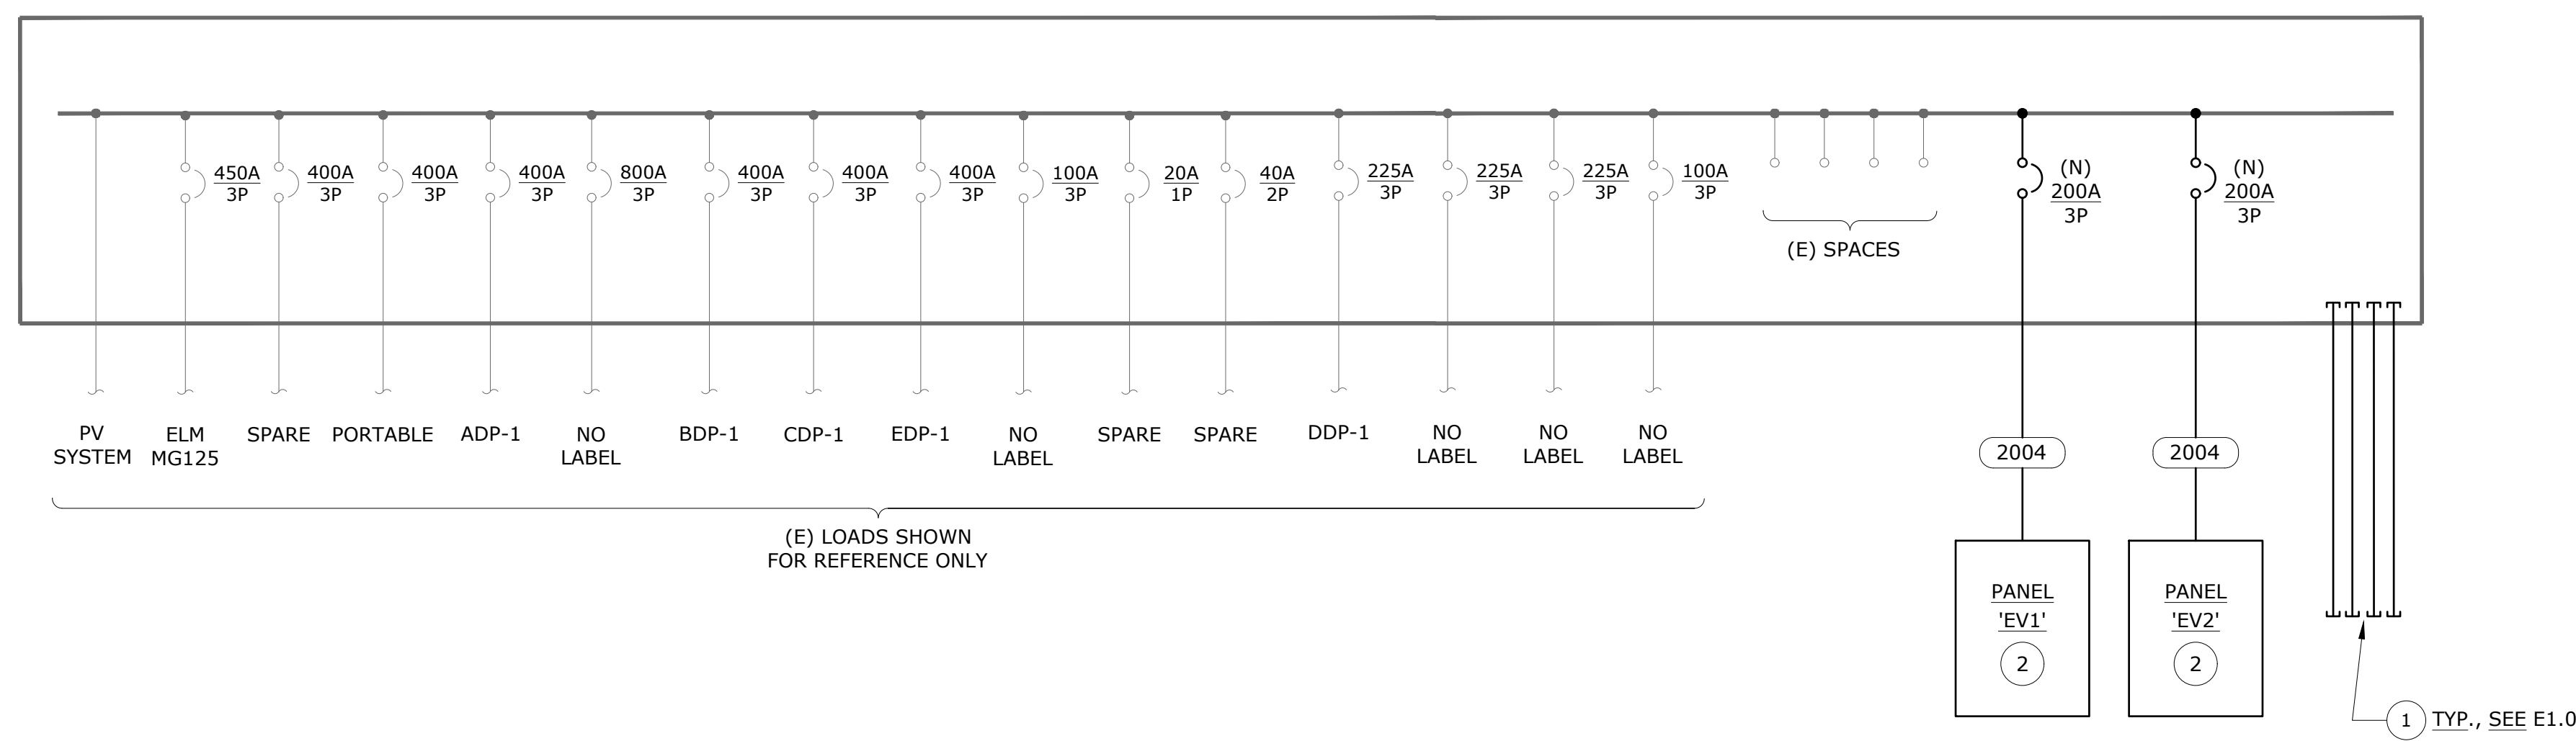 450A
3P
400A
3P
400A
3P
400A
3P
800A
3P
400A
3P
400A
3P
400A
3P
100A
3P
20A
1P
40A
2P
225A
3P
225A
3P
225A
3P
100A
3P
(E) SPACES
(N)
200A
3P
(N)
200A
3P
PV
SYSTEM
ELM
MG125
SPARE
PORTABLE
ADP-1
NO
LABEL
BDP-1
CDP-1
EDP-1
NO
LABEL
SPARE
SPARE
DDP-1
NO
LABEL
NO
LABEL
NO
LABEL
2004
2004
(E) LOADS SHOWN
FOR REFERENCE ONLY
PANEL
'EV1'
2
PANEL
'EV2'
2
1 TYP., SEE E1.0